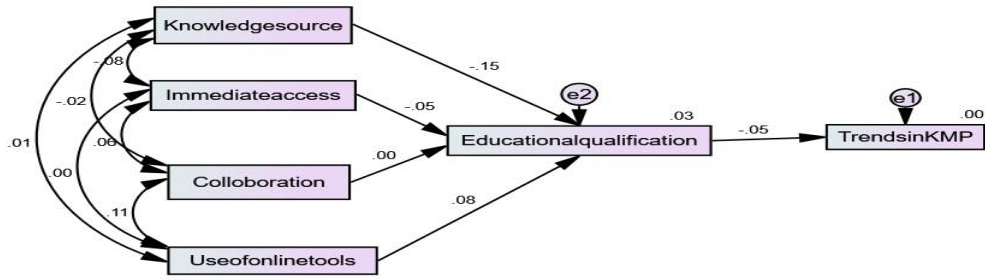 Knowledgesource
-.08
-.15
e2
e1
Immediateaccess
-.05
.03
.00
-.02
Educationalqualification
-.05
TrendsinKMP
.01
.06
.00
.00
Colloboration
.11
.08
Useofonlinetools